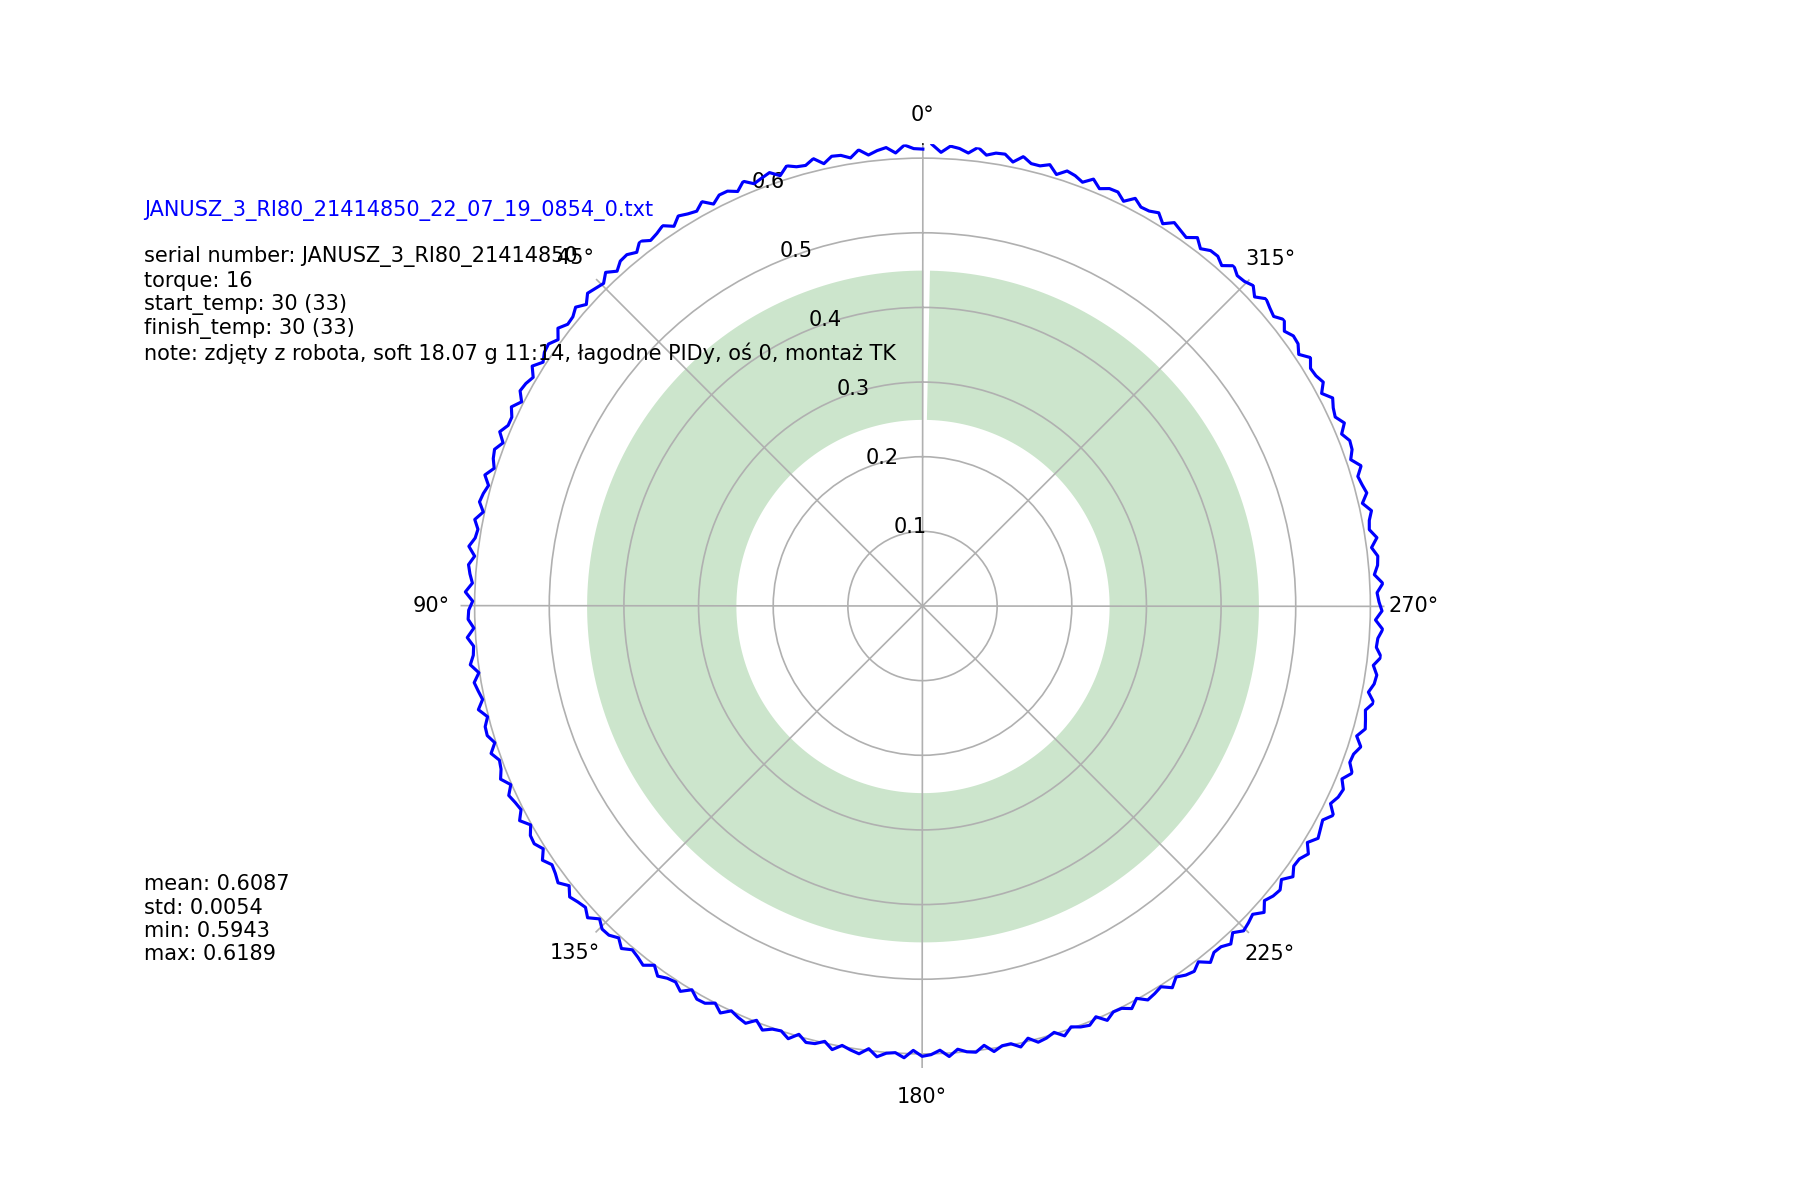 0°
0.6
JANUSZ_3_RI80_21414850_22_07_19_0854_0.txt
serial number: JANUSZ_3_RI80_21414850
45°
0.5
315°
torque: 16
start_temp: 30 (33)
0.4
finish_temp: 30 (33)
note: zdjęty z robota, soft 18.07 g 11:14, łagodne PIDy, oś 0, montaż TK
0.3
0.2
0.1
90°
270°
mean: 0.6087
std: 0.0054
min: 0.5943
max: 0.6189
135°
225°
180°